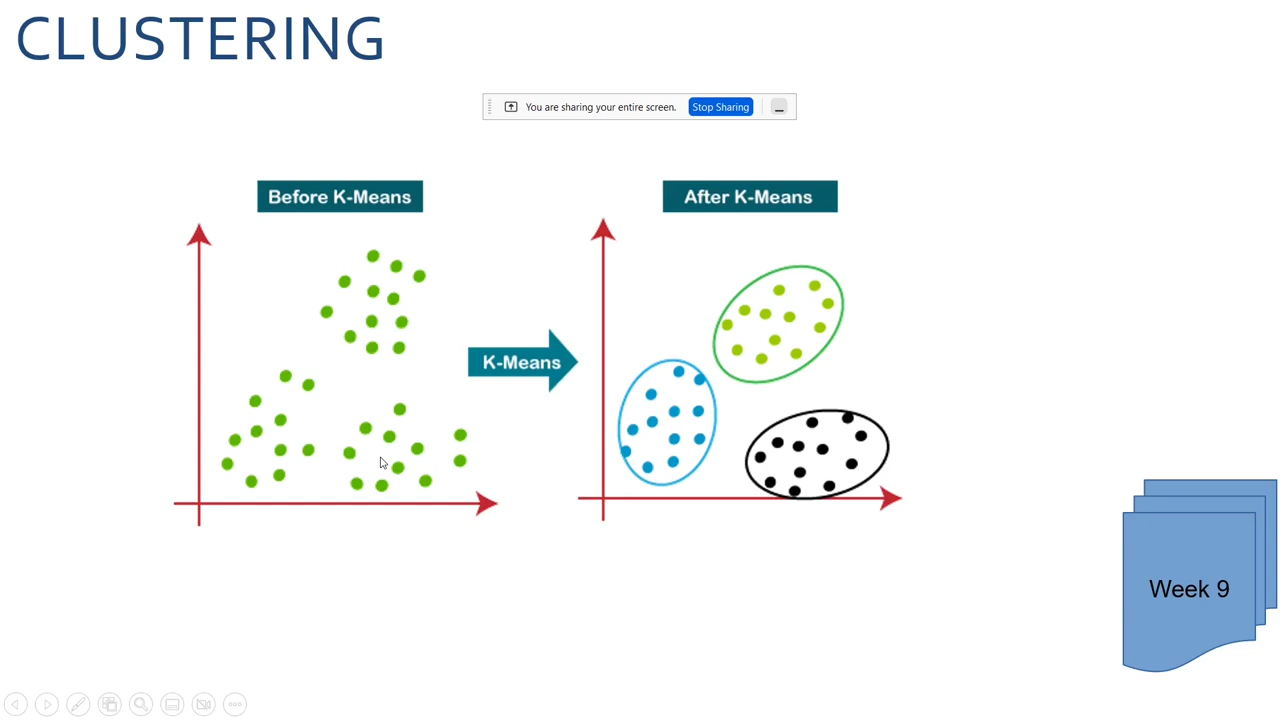 CLUSTERING
You are sharing your entire screen. Stop Sharing
Before K-Means
After K-Means
K-Means
Week 9